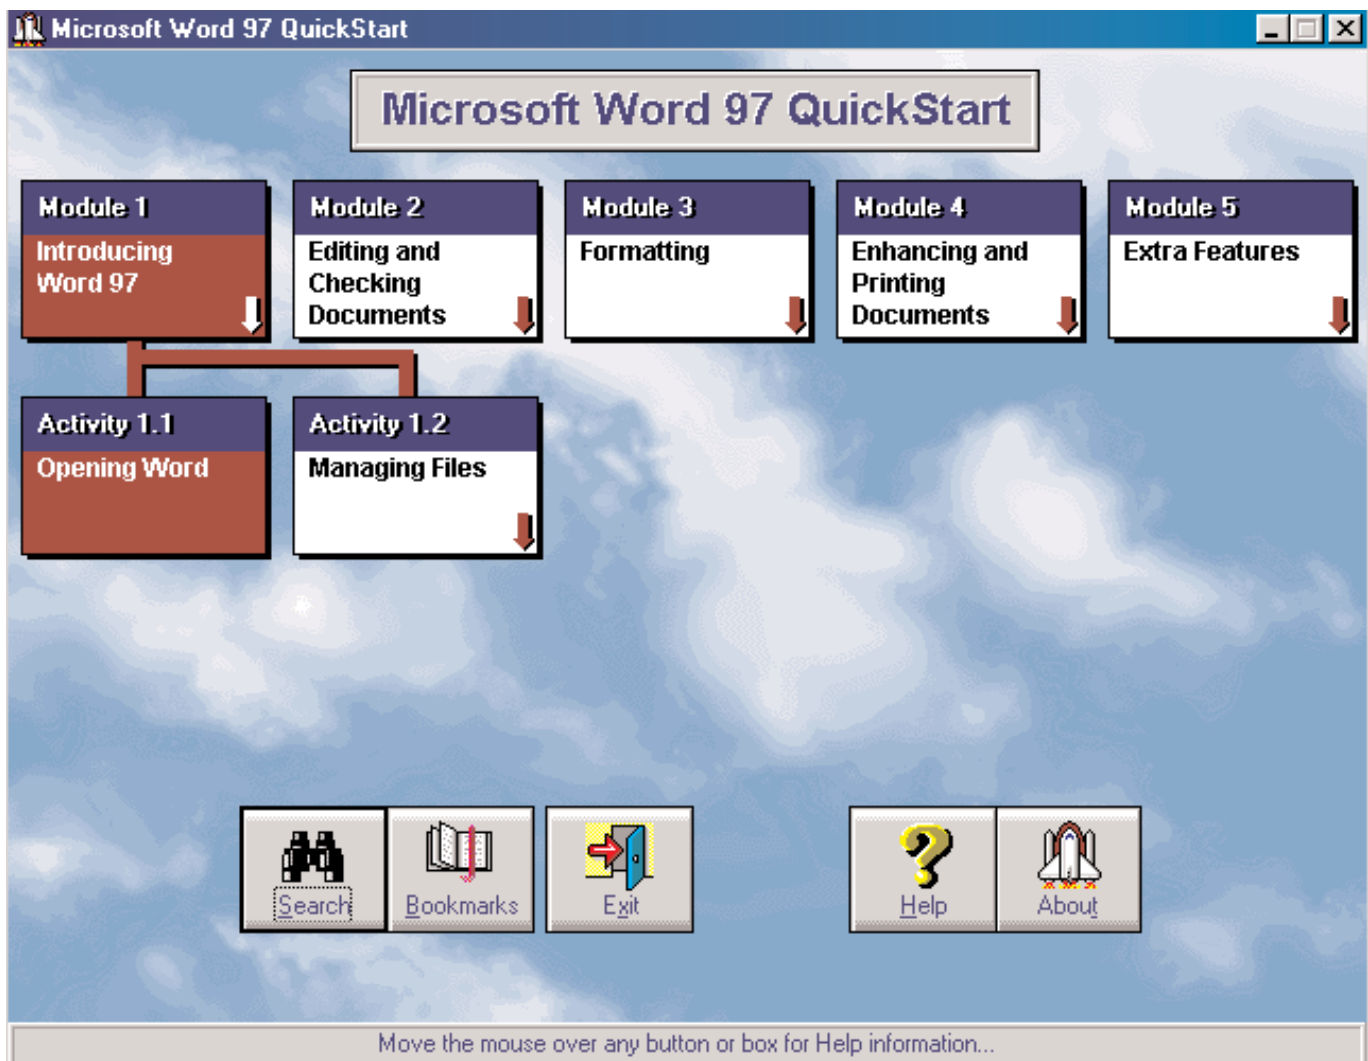 Microsoft Word 97 QuickStart
Microsoft Word 97 QuickStart
Module 1
Introducing
Word 97
Module 2
Editing and
Checking
Documents
Module 3
Formatting
Module 4
Enhancing and
Printing
Documents
Module 5
Extra Features
Activity 1.1
Opening Word
Activity 1.2
Managing Files
Search
Bookmarks
Exit
Help
About
Move the mouse over any button or box for Help information...